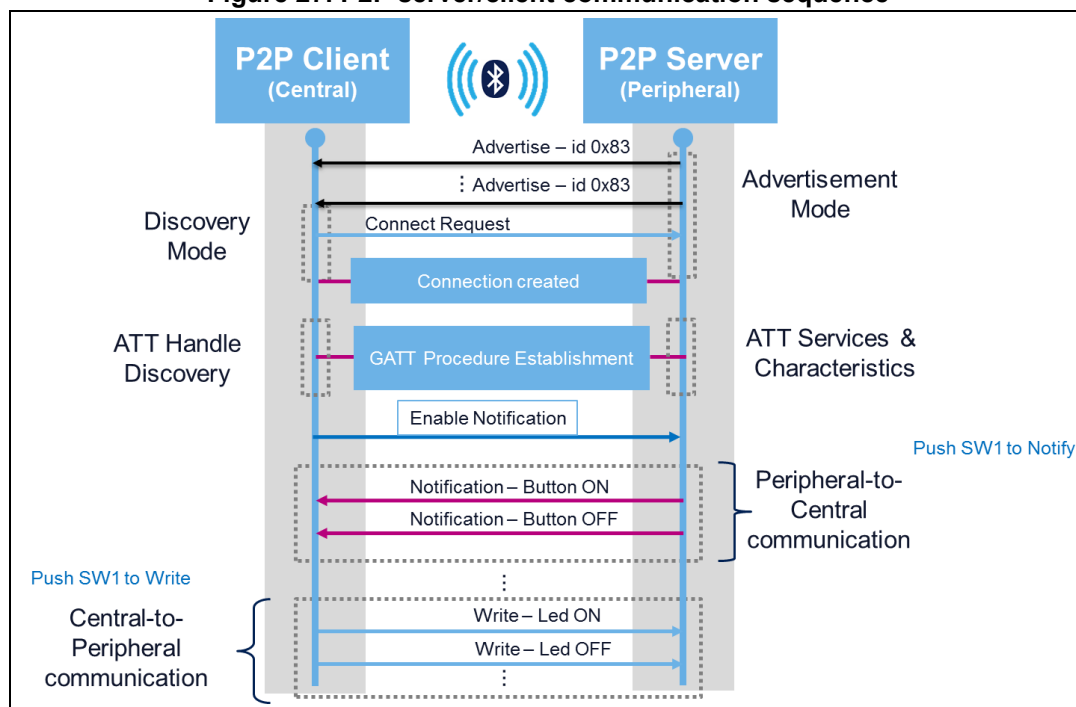 P2P Client
(Central)
P2P Server
(Peripheral)
Advertise – id 0x83
⋮ Advertise – id 0x83
Advertisement
Mode
Discovery
Mode
Connect Request
Connection created
ATT Handle
Discovery
GATT Procedure Establishment
ATT Services &
Characteristics
Enable Notification
Push SW1 to Notify
Notification – Button ON
Notification – Button OFF
Peripheral-to-
Central
communication
Push SW1 to Write
⋮
Central-to-
Peripheral
communication
Write – Led ON
Write – Led OFF
⋮